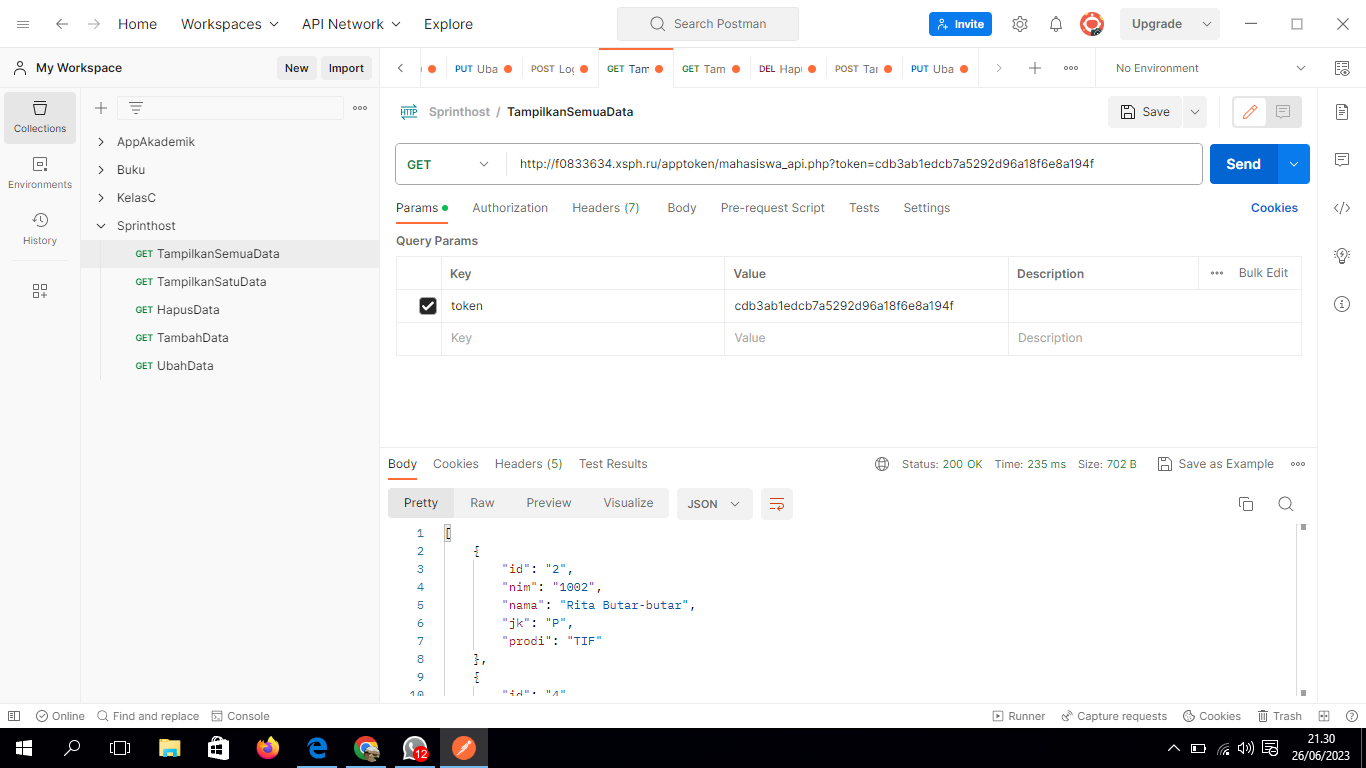 Home Workspaces API Network Explore Search Postman Invite Upgrade
My Workspace New Import PUT Uba POST Log GET Tam GET Tam DEL Hap POST Tar PUT Uba No Environment
Collections
Environments
History
AppAkademik
Buku
KelasC
Sprinthost
GET TampilkanSemuaData
GET TampilkanSatuData
GET HapusData
GET TambahData
GET UbahData
HTTP Sprinthost / TampilkanSemuaData Save
GET http://f0833634.xsph.ru/apptoken/mahasiswa_api.php?token=cdb3ab1edcb7a5292d96a18f6e8a194f Send
Params Authorization Headers (7) Body Pre-request Script Tests Settings Cookies
Query Params
Key Value Description Bulk Edit
token cdb3ab1edcb7a5292d96a18f6e8a194f
Key Value Description
Body Cookies Headers (5) Test Results Status: 200 OK Time: 235 ms Size: 702 B Save as Example
Pretty Raw Preview Visualize JSON
1 [
2 {
3 "id": "2",
4 "nim": "1002",
5 "nama": "Rita Butar-butar",
6 "jk": "P",
7 "prodi": "TIF"
8 },
9 {
10 "id": "4"
Online Find and replace Console Runner Capture requests Cookies Trash
12
21.30
26/06/2023